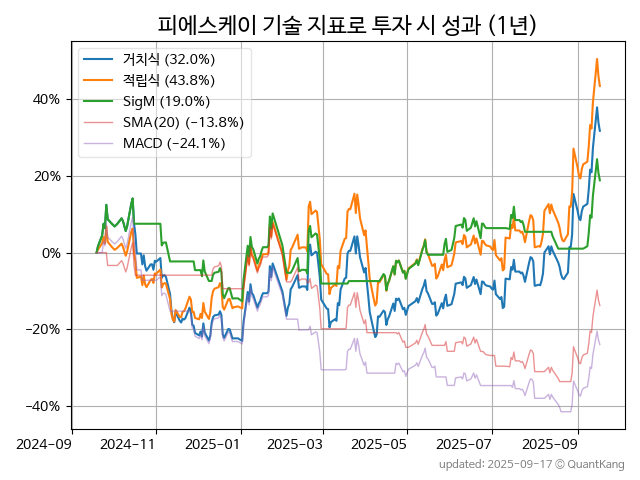 피에스케이 기술 지표로 투자 시 성과 (1년)
거치식 (32.0%)
적립식 (43.8%)
SigM (19.0%)
SMA(20) (−13.8%)
MACD (−24.1%)
40%
20%
0%
−20%
−40%
2024-09 2024-11 2025-01 2025-03 2025-05 2025-07 2025-09
updated: 2025-09-17 ⓒ QuantKang